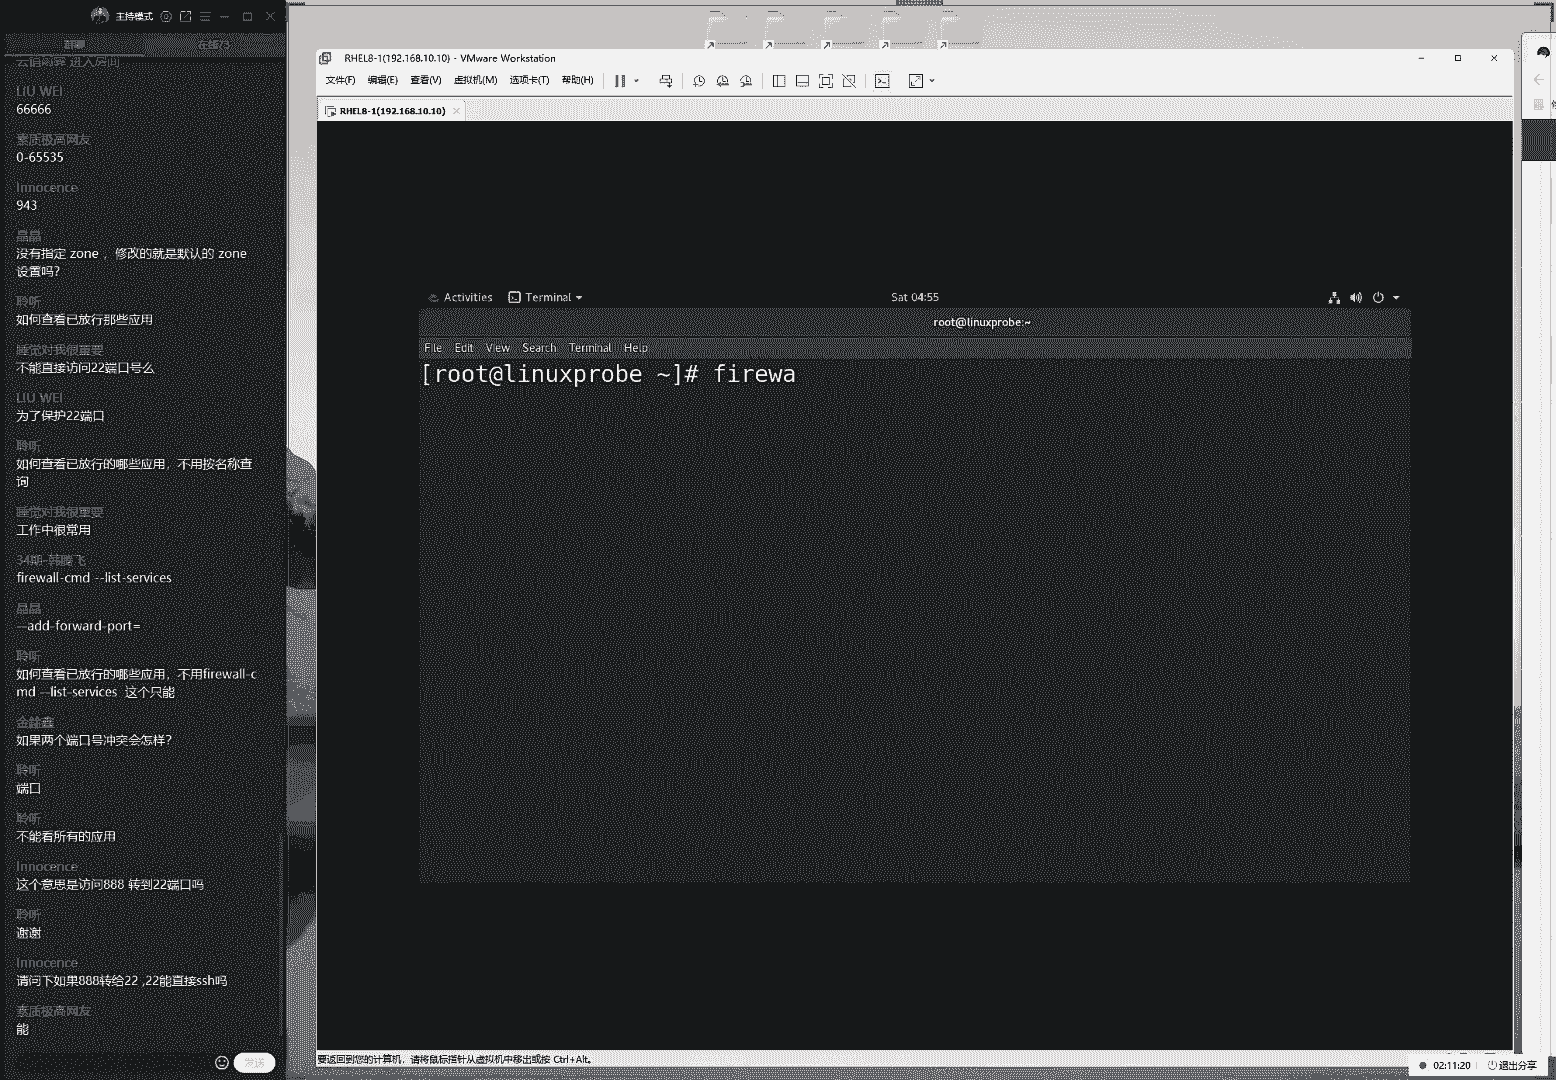 主持模式
在线73
云倌雨霁 进入房间
LIU WEI
66666
素质极高网友
0-65535
Innocence
943
晶晶
没有指定 zone ，修改的就是默认的 zone
设置吗?
聆听
如何查看已放行那些应用
睡觉对我很重要
不能直接访问22端口号么
LIU WEI
为了保护22端口
聆听
如何查看已放行的哪些应用，不用按名称查
询
睡觉对我很重要
工作中很常用
34期-韩腾飞
firewall-cmd --list-services
晶晶
—add-forward-port=
聆听
如何查看已放行的哪些应用，不用firewall-c
md —list-services  这个只能
如果两个端口号冲突会怎样?
聆听
端口
聆听
不能看所有的应用
Innocence
这个意思是访问888 转到22端口吗
聆听
谢谢
Innocence
请问下如果888转给22 ,22能直接ssh吗
素质极高网友
能
发送
RHEL8-1(192.168.10.10) - VMware Workstation
文件(F) 编辑(E) 查看(V) 虚拟机(M) 选项卡(T) 帮助(H)
RHEL8-1(192.168.10.10)
Activities Terminal Sat 04:55
root@linuxprobe:~
File Edit View Search Terminal Help
[root@linuxprobe ~]# firewa
要返回到您的计算机，请将鼠标指针从虚拟机中移出或按 Ctrl+Alt。
02:11:20 退出分享